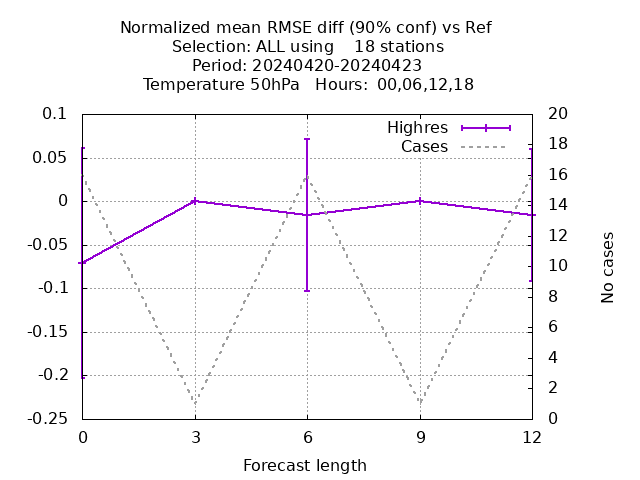 Normalized mean RMSE diff (90% conf) vs Ref
Selection: ALL using    18 stations
Period: 20240420-20240423
Temperature 50hPa   Hours:  00,06,12,18
Highres
Cases
0.1
0.05
0
-0.05
-0.1
-0.15
-0.2
-0.25
20
18
16
14
12
10
8
6
4
2
0
No cases
0 3 6 9 12
Forecast length